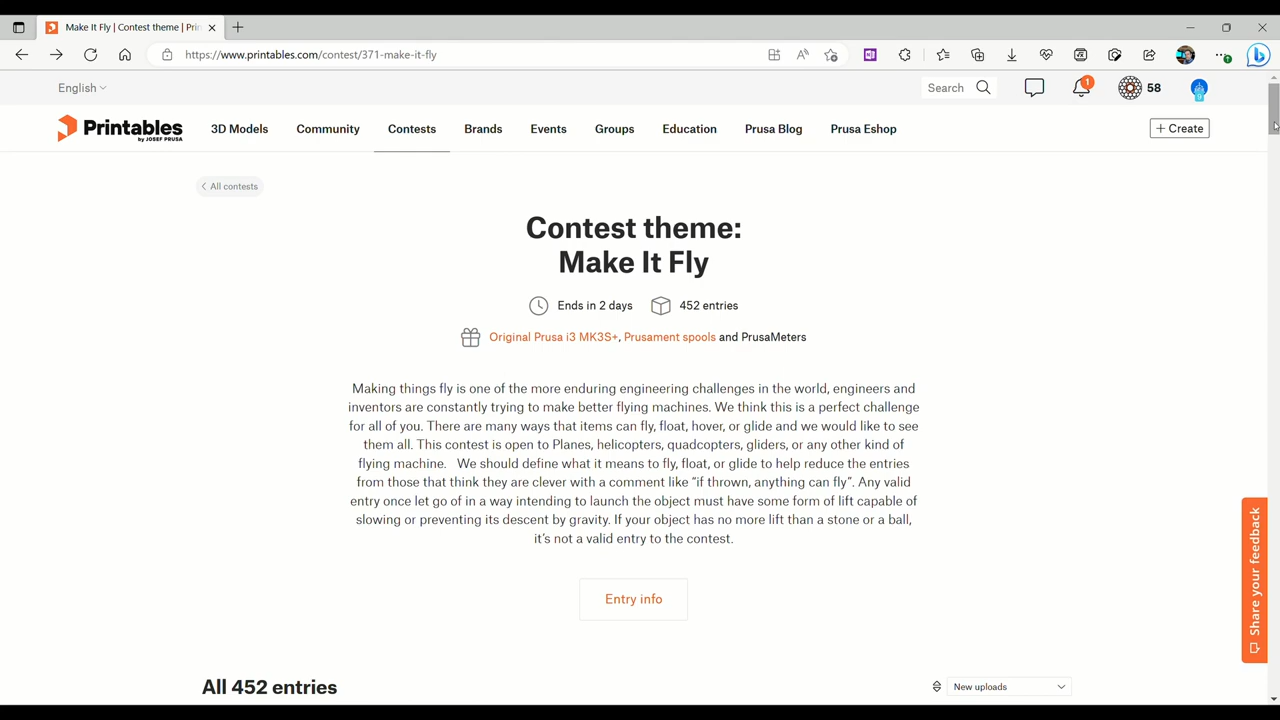 Make It Fly | Contest theme | Prin
https://www.printables.com/contest/371-make-it-fly
English
Search
1
58
9
Printables
by JOSEF PRUSA
3D Models
Community
Contests
Brands
Events
Groups
Education
Prusa Blog
Prusa Eshop
+ Create
All contests
Contest theme:
Make It Fly
Ends in 2 days
452 entries
Original Prusa i3 MK3S+, Prusament spools and PrusaMeters
Making things fly is one of the more enduring engineering challenges in the world, engineers and
inventors are constantly trying to make better flying machines. We think this is a perfect challenge
for all of you. There are many ways that items can fly, float, hover, or glide and we would like to see
them all. This contest is open to Planes, helicopters, quadcopters, gliders, or any other kind of
flying machine. We should define what it means to fly, float, or glide to help reduce the entries
from those that think they are clever with a comment like “if thrown, anything can fly”. Any valid
entry once let go of in a way intending to launch the object must have some form of lift capable of
slowing or preventing its descent by gravity. If your object has no more lift than a stone or a ball,
it’s not a valid entry to the contest.
Entry info
Share your feedback
All 452 entries
New uploads